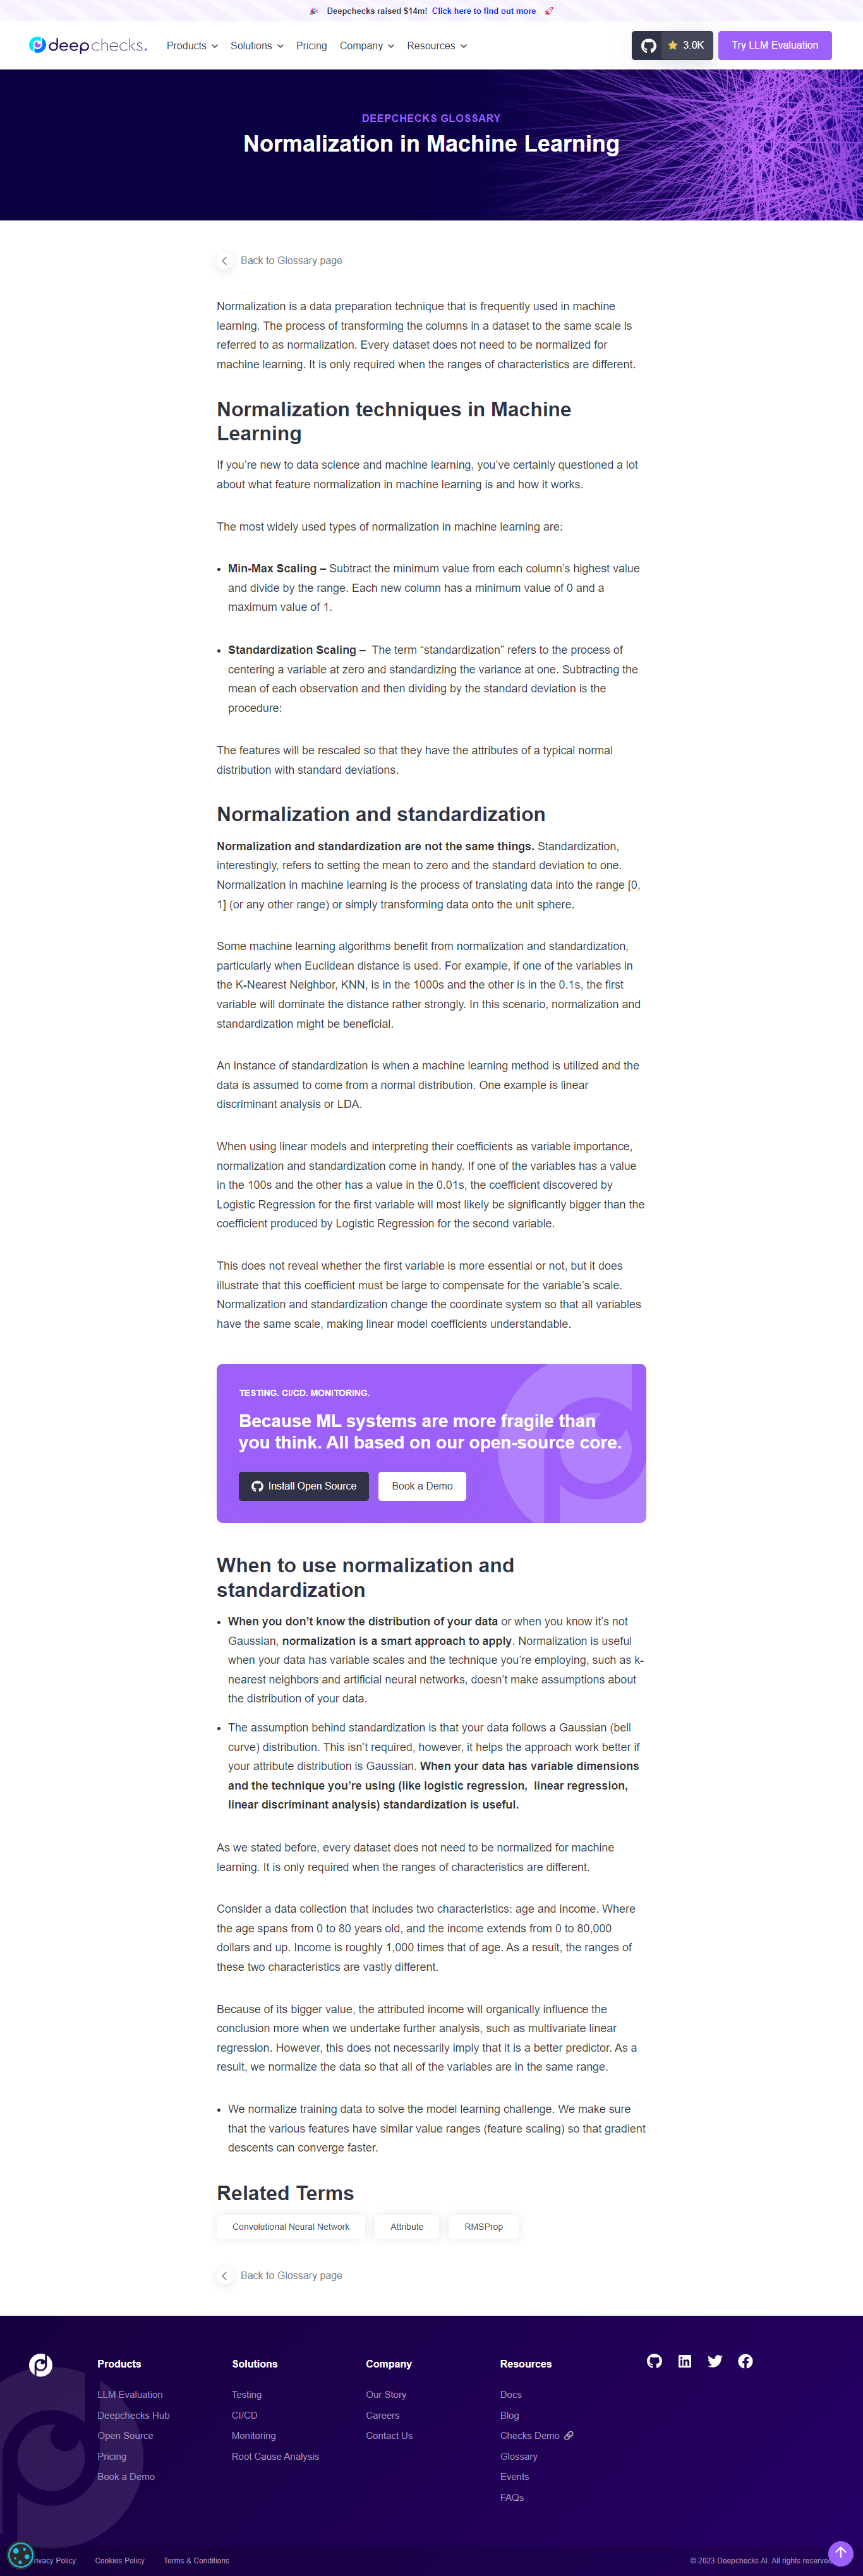 Deepchecks raised $14m! Click here to find out more
deepchecks.
Products Solutions Pricing Company Resources
3.0K
Try LLM Evaluation
DEEPCHECKS GLOSSARY
Normalization in Machine Learning
Back to Glossary page
Normalization is a data preparation technique that is frequently used in machine
learning. The process of transforming the columns in a dataset to the same scale is
referred to as normalization. Every dataset does not need to be normalized for
machine learning. It is only required when the ranges of characteristics are different.
Normalization techniques in Machine
Learning
If you’re new to data science and machine learning, you’ve certainly questioned a lot
about what feature normalization in machine learning is and how it works.
The most widely used types of normalization in machine learning are:
• Min-Max Scaling – Subtract the minimum value from each column’s highest value
and divide by the range. Each new column has a minimum value of 0 and a
maximum value of 1.
• Standardization Scaling –  The term “standardization” refers to the process of
centering a variable at zero and standardizing the variance at one. Subtracting the
mean of each observation and then dividing by the standard deviation is the
procedure:
The features will be rescaled so that they have the attributes of a typical normal
distribution with standard deviations.
Normalization and standardization
Normalization and standardization are not the same things. Standardization,
interestingly, refers to setting the mean to zero and the standard deviation to one.
Normalization in machine learning is the process of translating data into the range [0,
1] (or any other range) or simply transforming data onto the unit sphere.
Some machine learning algorithms benefit from normalization and standardization,
particularly when Euclidean distance is used. For example, if one of the variables in
the K-Nearest Neighbor, KNN, is in the 1000s and the other is in the 0.1s, the first
variable will dominate the distance rather strongly. In this scenario, normalization and
standardization might be beneficial.
An instance of standardization is when a machine learning method is utilized and the
data is assumed to come from a normal distribution. One example is linear
discriminant analysis or LDA.
When using linear models and interpreting their coefficients as variable importance,
normalization and standardization come in handy. If one of the variables has a value
in the 100s and the other has a value in the 0.01s, the coefficient discovered by
Logistic Regression for the first variable will most likely be significantly bigger than the
coefficient produced by Logistic Regression for the second variable.
This does not reveal whether the first variable is more essential or not, but it does
illustrate that this coefficient must be large to compensate for the variable’s scale.
Normalization and standardization change the coordinate system so that all variables
have the same scale, making linear model coefficients understandable.
TESTING. CI/CD. MONITORING.
Because ML systems are more fragile than
you think. All based on our open-source core.
Install Open Source Book a Demo
When to use normalization and
standardization
• When you don’t know the distribution of your data or when you know it’s not
Gaussian, normalization is a smart approach to apply. Normalization is useful
when your data has variable scales and the technique you’re employing, such as k-
nearest neighbors and artificial neural networks, doesn’t make assumptions about
the distribution of your data.
• The assumption behind standardization is that your data follows a Gaussian (bell
curve) distribution. This isn’t required, however, it helps the approach work better if
your attribute distribution is Gaussian. When your data has variable dimensions
and the technique you’re using (like logistic regression,  linear regression,
linear discriminant analysis) standardization is useful.
As we stated before, every dataset does not need to be normalized for machine
learning. It is only required when the ranges of characteristics are different.
Consider a data collection that includes two characteristics: age and income. Where
the age spans from 0 to 80 years old, and the income extends from 0 to 80,000
dollars and up. Income is roughly 1,000 times that of age. As a result, the ranges of
these two characteristics are vastly different.
Because of its bigger value, the attributed income will organically influence the
conclusion more when we undertake further analysis, such as multivariate linear
regression. However, this does not necessarily imply that it is a better predictor. As a
result, we normalize the data so that all of the variables are in the same range.
• We normalize training data to solve the model learning challenge. We make sure
that the various features have similar value ranges (feature scaling) so that gradient
descents can converge faster.
Related Terms
Convolutional Neural Network Attribute RMSProp
Back to Glossary page
Products
LLM Evaluation
Deepchecks Hub
Open Source
Pricing
Book a Demo
Solutions
Testing
CI/CD
Monitoring
Root Cause Analysis
Company
Our Story
Careers
Contact Us
Resources
Docs
Blog
Checks Demo
Glossary
Events
FAQs
Policy Cookies Policy Terms & Conditions
© 2023 Deepchecks AI. All rights